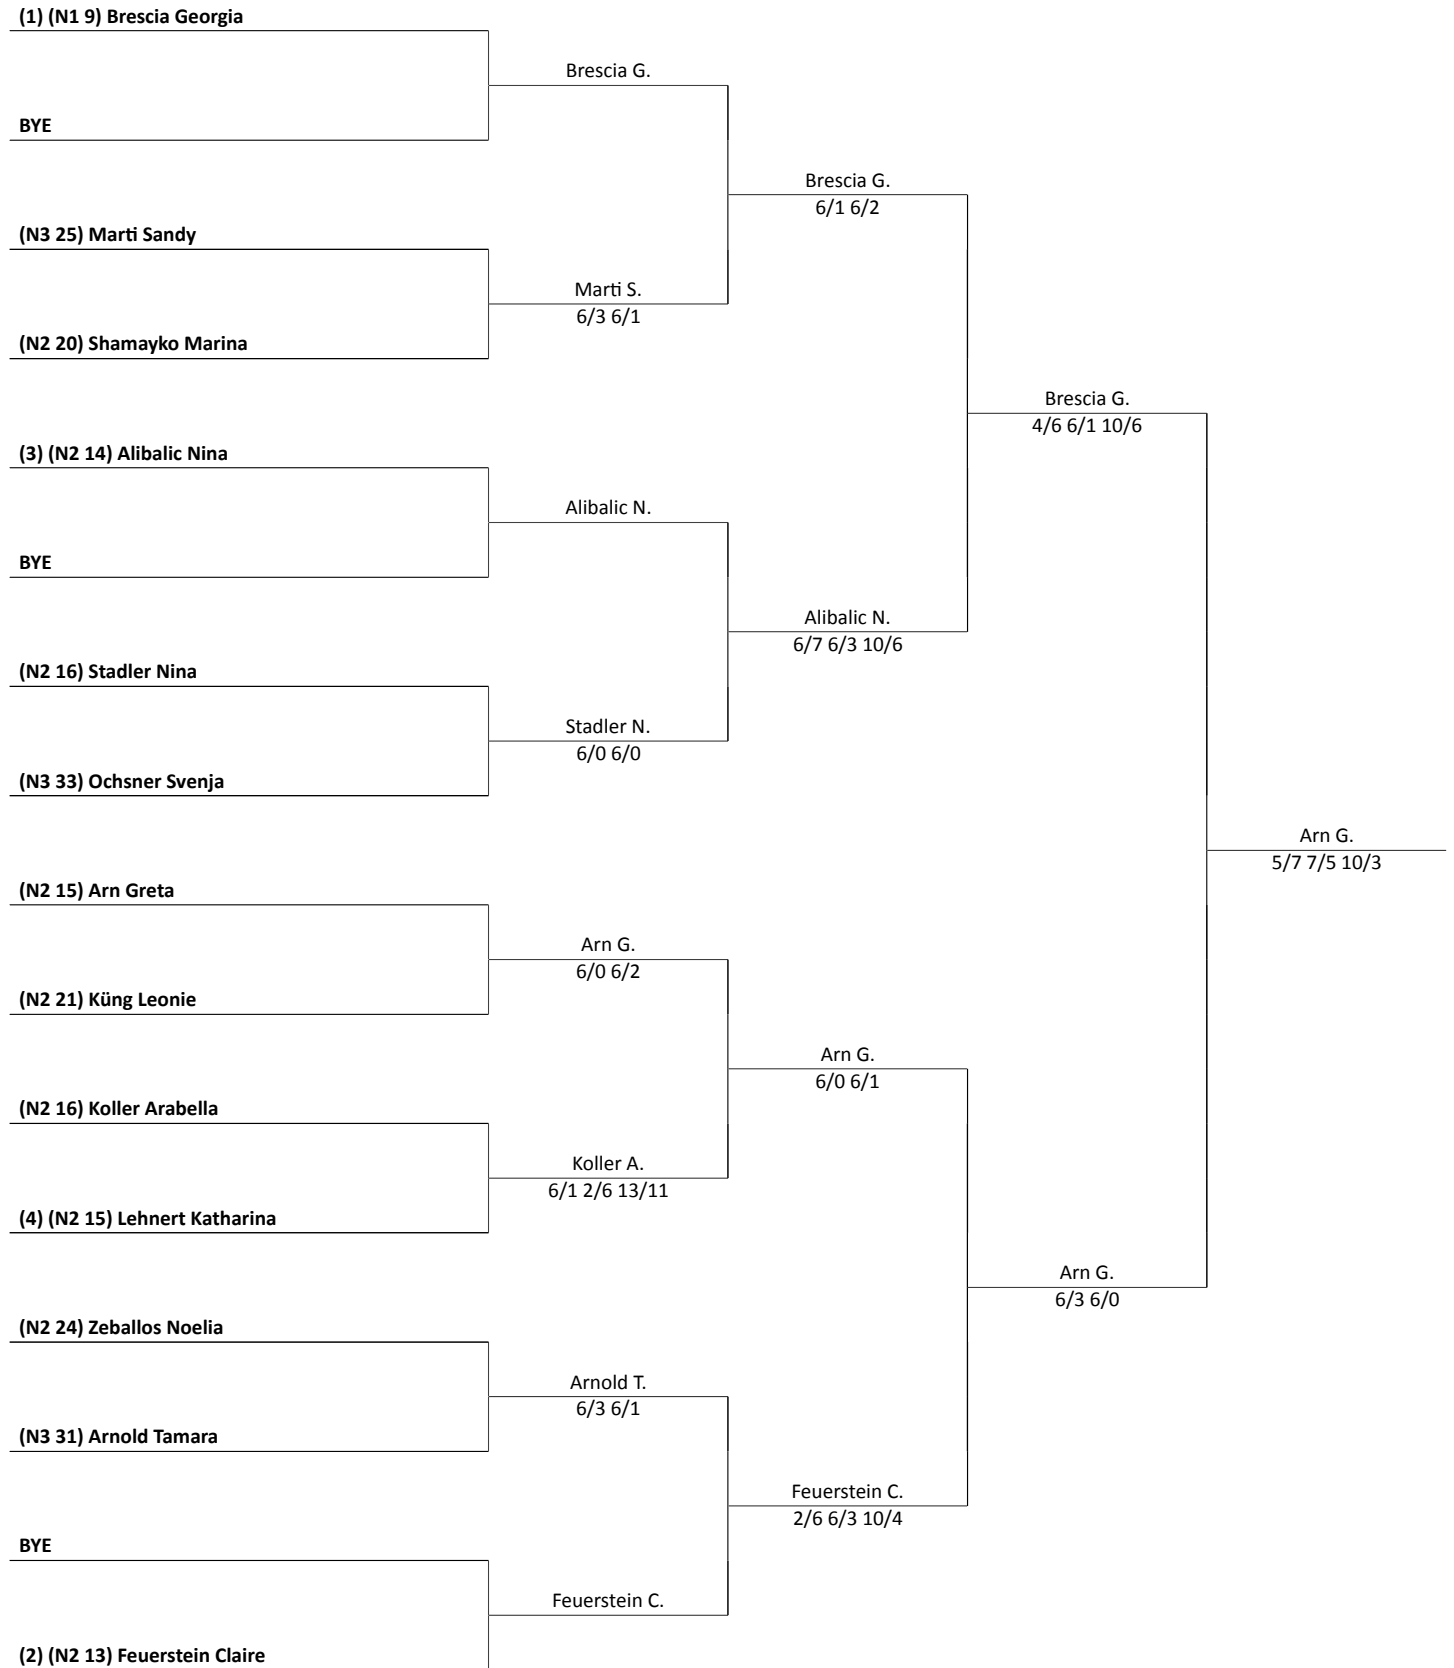 (1) (N1 9) Brescia Georgia
Brescia G.
BYE
Brescia G.
6/1 6/2
(N3 25) Marti Sandy
Marti S.
6/3 6/1
(N2 20) Shamayko Marina
Brescia G.
4/6 6/1 10/6
(3) (N2 14) Alibalic Nina
Alibalic N.
BYE
Alibalic N.
6/7 6/3 10/6
(N2 16) Stadler Nina
Stadler N.
6/0 6/0
(N3 33) Ochsner Svenja
Arn G.
5/7 7/5 10/3
(N2 15) Arn Greta
Arn G.
6/0 6/2
(N2 21) Küng Leonie
Arn G.
6/0 6/1
(N2 16) Koller Arabella
Koller A.
6/1 2/6 13/11
(4) (N2 15) Lehnert Katharina
Arn G.
6/3 6/0
(N2 24) Zeballos Noelia
Arnold T.
6/3 6/1
(N3 31) Arnold Tamara
Feuerstein C.
2/6 6/3 10/4
BYE
Feuerstein C.
(2) (N2 13) Feuerstein Claire